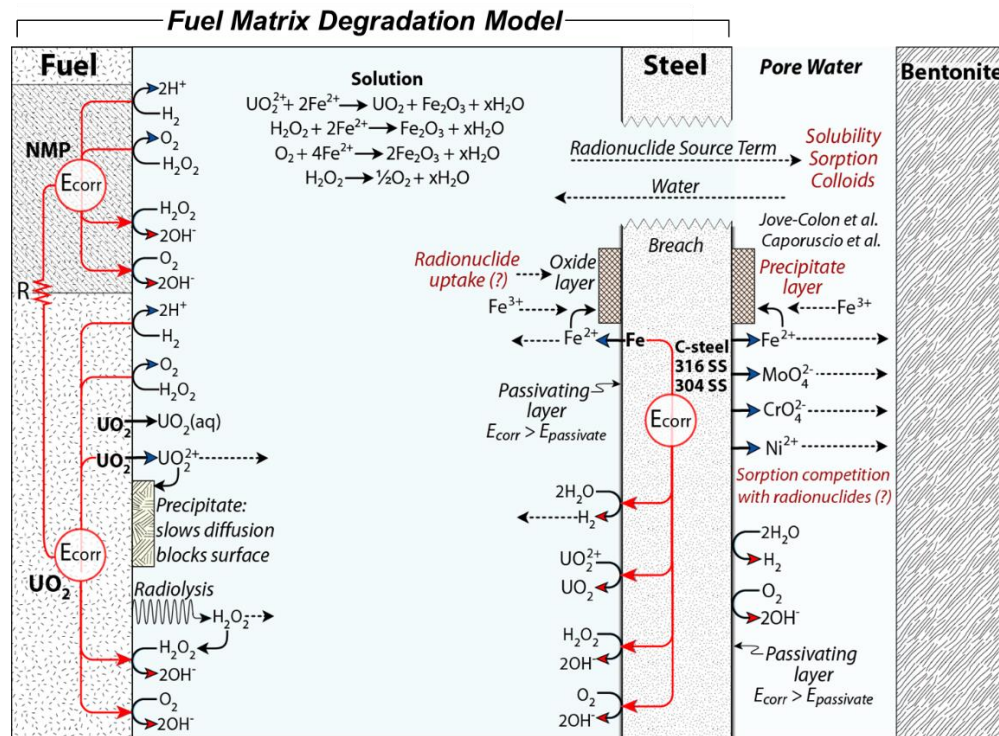 Fuel Matrix Degradation Model
Fuel
Steel
Pore Water
Bentonite
NMP
Ecorr
R
2H⁺
H₂
O₂
H₂O₂
H₂O₂
2OH⁻
O₂
2OH⁻
2H⁺
H₂
O₂
H₂O₂
UO₂
UO₂(aq)
UO₂
UO₂²⁺
Precipitate:
slows diffusion
blocks surface
Ecorr
UO₂
Radiolysis
H₂O₂
H₂O₂
2OH⁻
O₂
2OH⁻
Solution
UO₂²⁺ + 2Fe²⁺ → UO₂ + Fe₂O₃ + xH₂O
H₂O₂ + 2Fe²⁺ → Fe₂O₃ + xH₂O
O₂ + 4Fe²⁺ → 2Fe₂O₃ + xH₂O
H₂O₂ → ½O₂ + xH₂O
Radionuclide Source Term
Water
Solubility
Sorption
Colloids
Jove-Colon et al.
Caporuscio et al.
Breach
Radionuclide
uptake (?)
Oxide
layer
Fe³⁺
Fe²⁺
Fe
C-steel
316 SS
304 SS
Passivating
layer
Ecorr > Epassivate
Ecorr
2H₂O
H₂
UO₂²⁺
UO₂
H₂O₂
2OH⁻
O₂
2OH⁻
Precipitate
layer
Fe³⁺
Fe²⁺
MoO₄²⁻
CrO₄²⁻
Ni²⁺
Sorption competition
with radionuclides (?)
2H₂O
H₂
O₂
2OH⁻
Passivating
layer
Ecorr > Epassivate